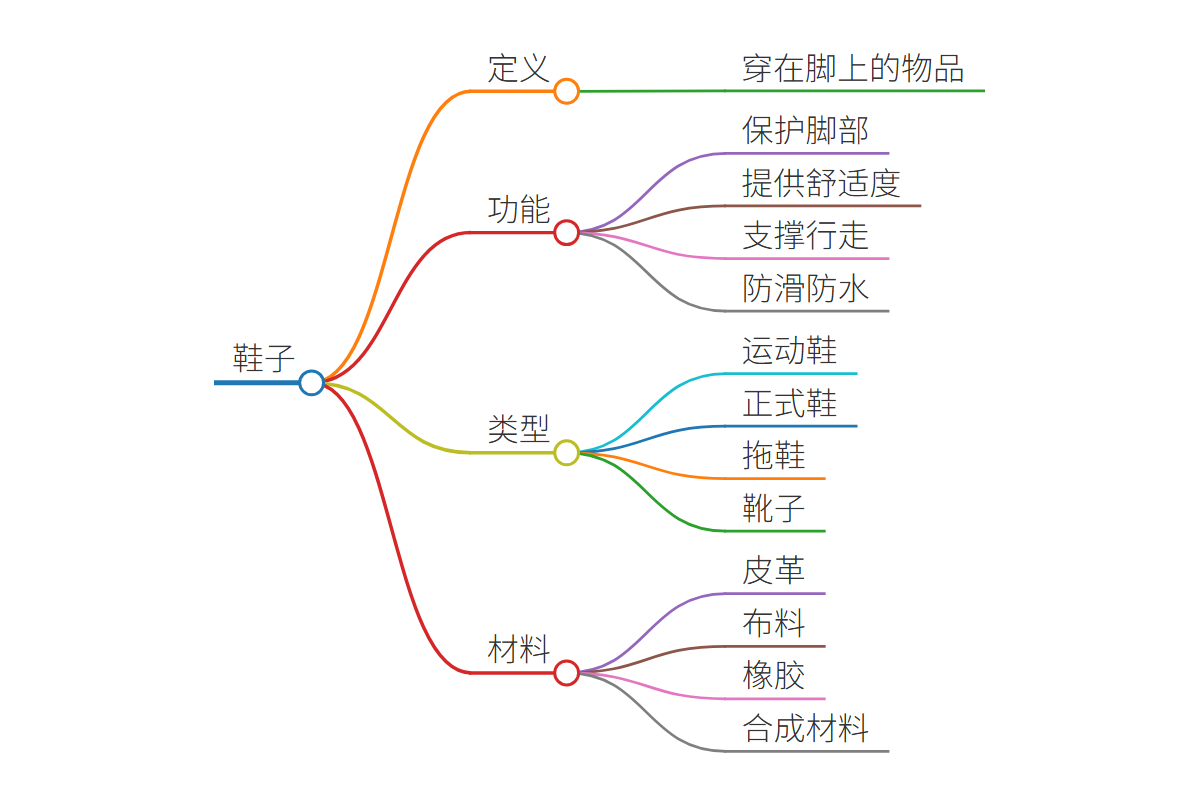 鞋子
定义
穿在脚上的物品
功能
保护脚部
提供舒适度
支撑行走
防滑防水
类型
运动鞋
正式鞋
拖鞋
靴子
材料
皮革
布料
橡胶
合成材料